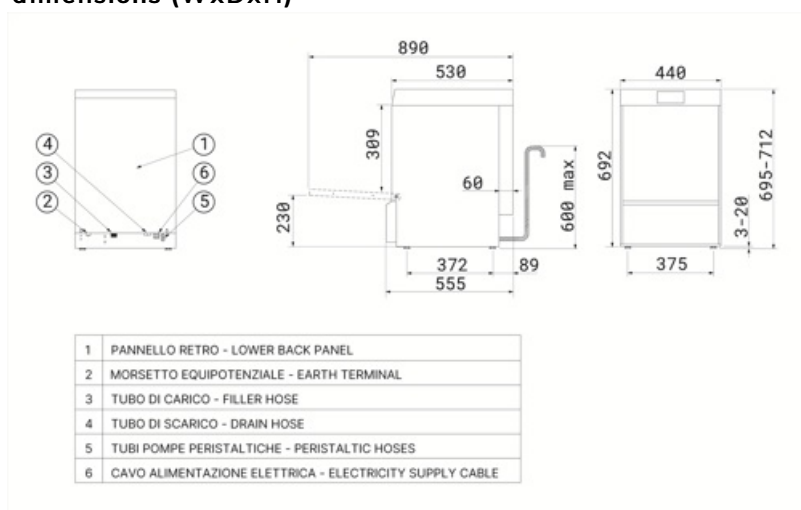 dimensions (WxDxH)
890
530
440
309
60
230
600 max
692
695-712
3-20
372
89
555
375
4
3
2
1
6
5
1 PANNELLO RETRO - LOWER BACK PANEL
2 MORSETTO EQUIPOTENZIALE - EARTH TERMINAL
3 TUBO DI CARICO - FILLER HOSE
4 TUBO DI SCARICO - DRAIN HOSE
5 TUBI POMPE PERISTALTICHE - PERISTALTIC HOSES
6 CAVO ALIMENTAZIONE ELETTRICA - ELECTRICITY SUPPLY CABLE